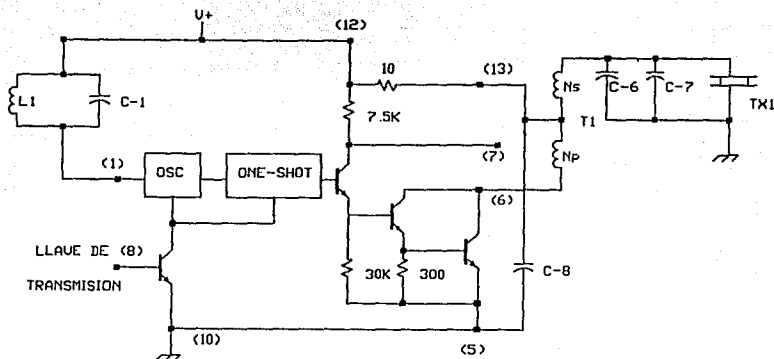 V+
(12)
10
(13)
L1
C-1
7.5K
Ns
C-6
C-7
TX1
T1
(1)
OSC
ONE-SHOT
(7)
Np
(6)
LLAVE DE (8)
TRANSMISION
30K
300
C-8
(10)
(5)